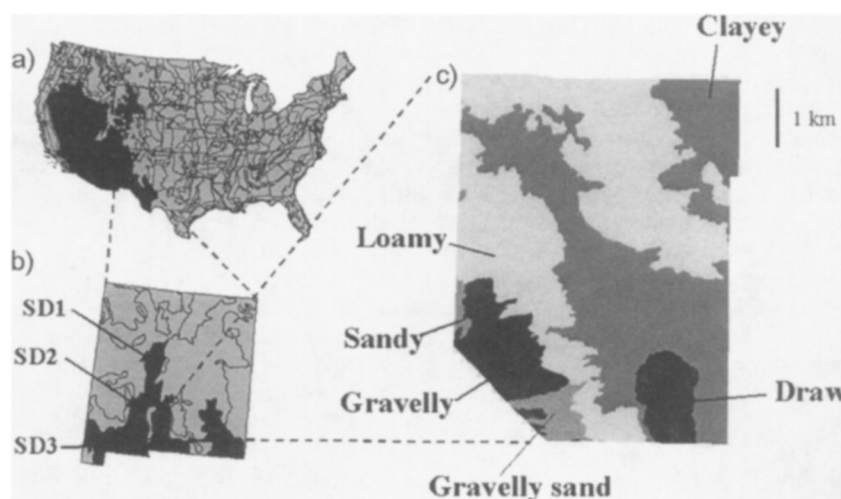 a)
c)
Clayey
1 km
Loamy
b)
SD1
Sandy
SD2
Gravelly
Draw
SD3
Gravelly sand